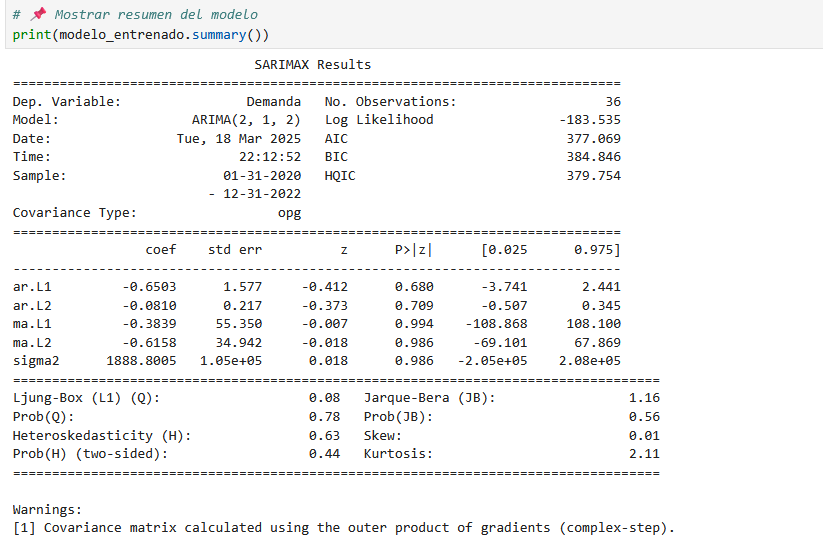 # 📌 Mostrar resumen del modelo
print(modelo_entrenado.summary())
SARIMAX Results
==============================================================================
Dep. Variable: Demanda No. Observations: 36
Model: ARIMA(2, 1, 2) Log Likelihood -183.535
Date: Tue, 18 Mar 2025 AIC 377.069
Time: 22:12:52 BIC 384.846
Sample: 01-31-2020 HQIC 379.754
- 12-31-2022
Covariance Type: opg
==============================================================================
coef std err z P>|z| [0.025 0.975]
------------------------------------------------------------------------------
ar.L1 -0.6503 1.577 -0.412 0.680 -3.741 2.441
ar.L2 -0.0810 0.217 -0.373 0.709 -0.507 0.345
ma.L1 -0.3839 55.350 -0.007 0.994 -108.868 108.100
ma.L2 -0.6158 34.942 -0.018 0.986 -69.101 67.869
sigma2 1888.8005 1.05e+05 0.018 0.986 -2.05e+05 2.08e+05
===================================================================================
Ljung-Box (L1) (Q): 0.08 Jarque-Bera (JB): 1.16
Prob(Q): 0.78 Prob(JB): 0.56
Heteroskedasticity (H): 0.63 Skew: 0.01
Prob(H) (two-sided): 0.44 Kurtosis: 2.11
===================================================================================
Warnings:
[1] Covariance matrix calculated using the outer product of gradients (complex-step).